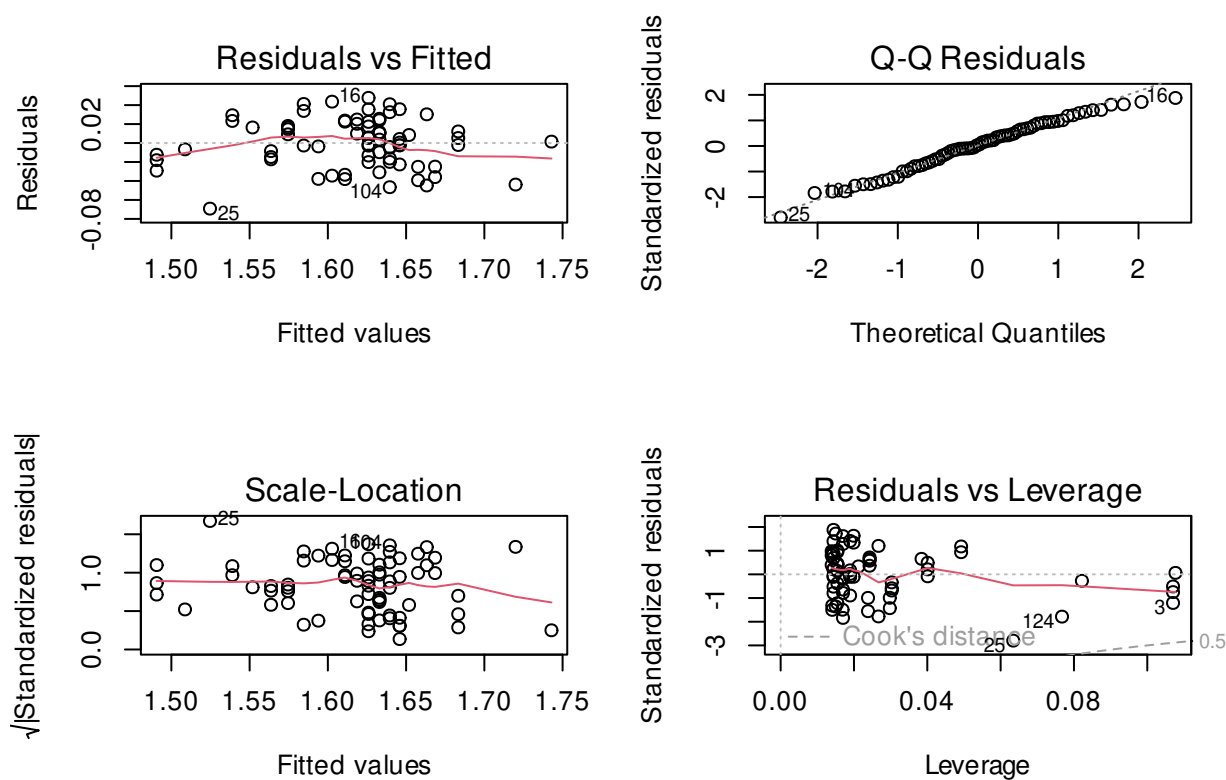 Residuals vs Fitted
Residuals
0.02
-0.08
16
104
25
1.50 1.55 1.60 1.65 1.70 1.75
Fitted values
Q-Q Residuals
Standardized residuals
2
0
-2
16
104
25
-2 -1 0 1 2
Theoretical Quantiles
Scale-Location
√|Standardized residuals|
1.0
0.0
25
16
104
1.50 1.55 1.60 1.65 1.70 1.75
Fitted values
Residuals vs Leverage
Standardized residuals
1
-1
-3
3
124
Cook's distance
25
0.5
0.00 0.04 0.08
Leverage